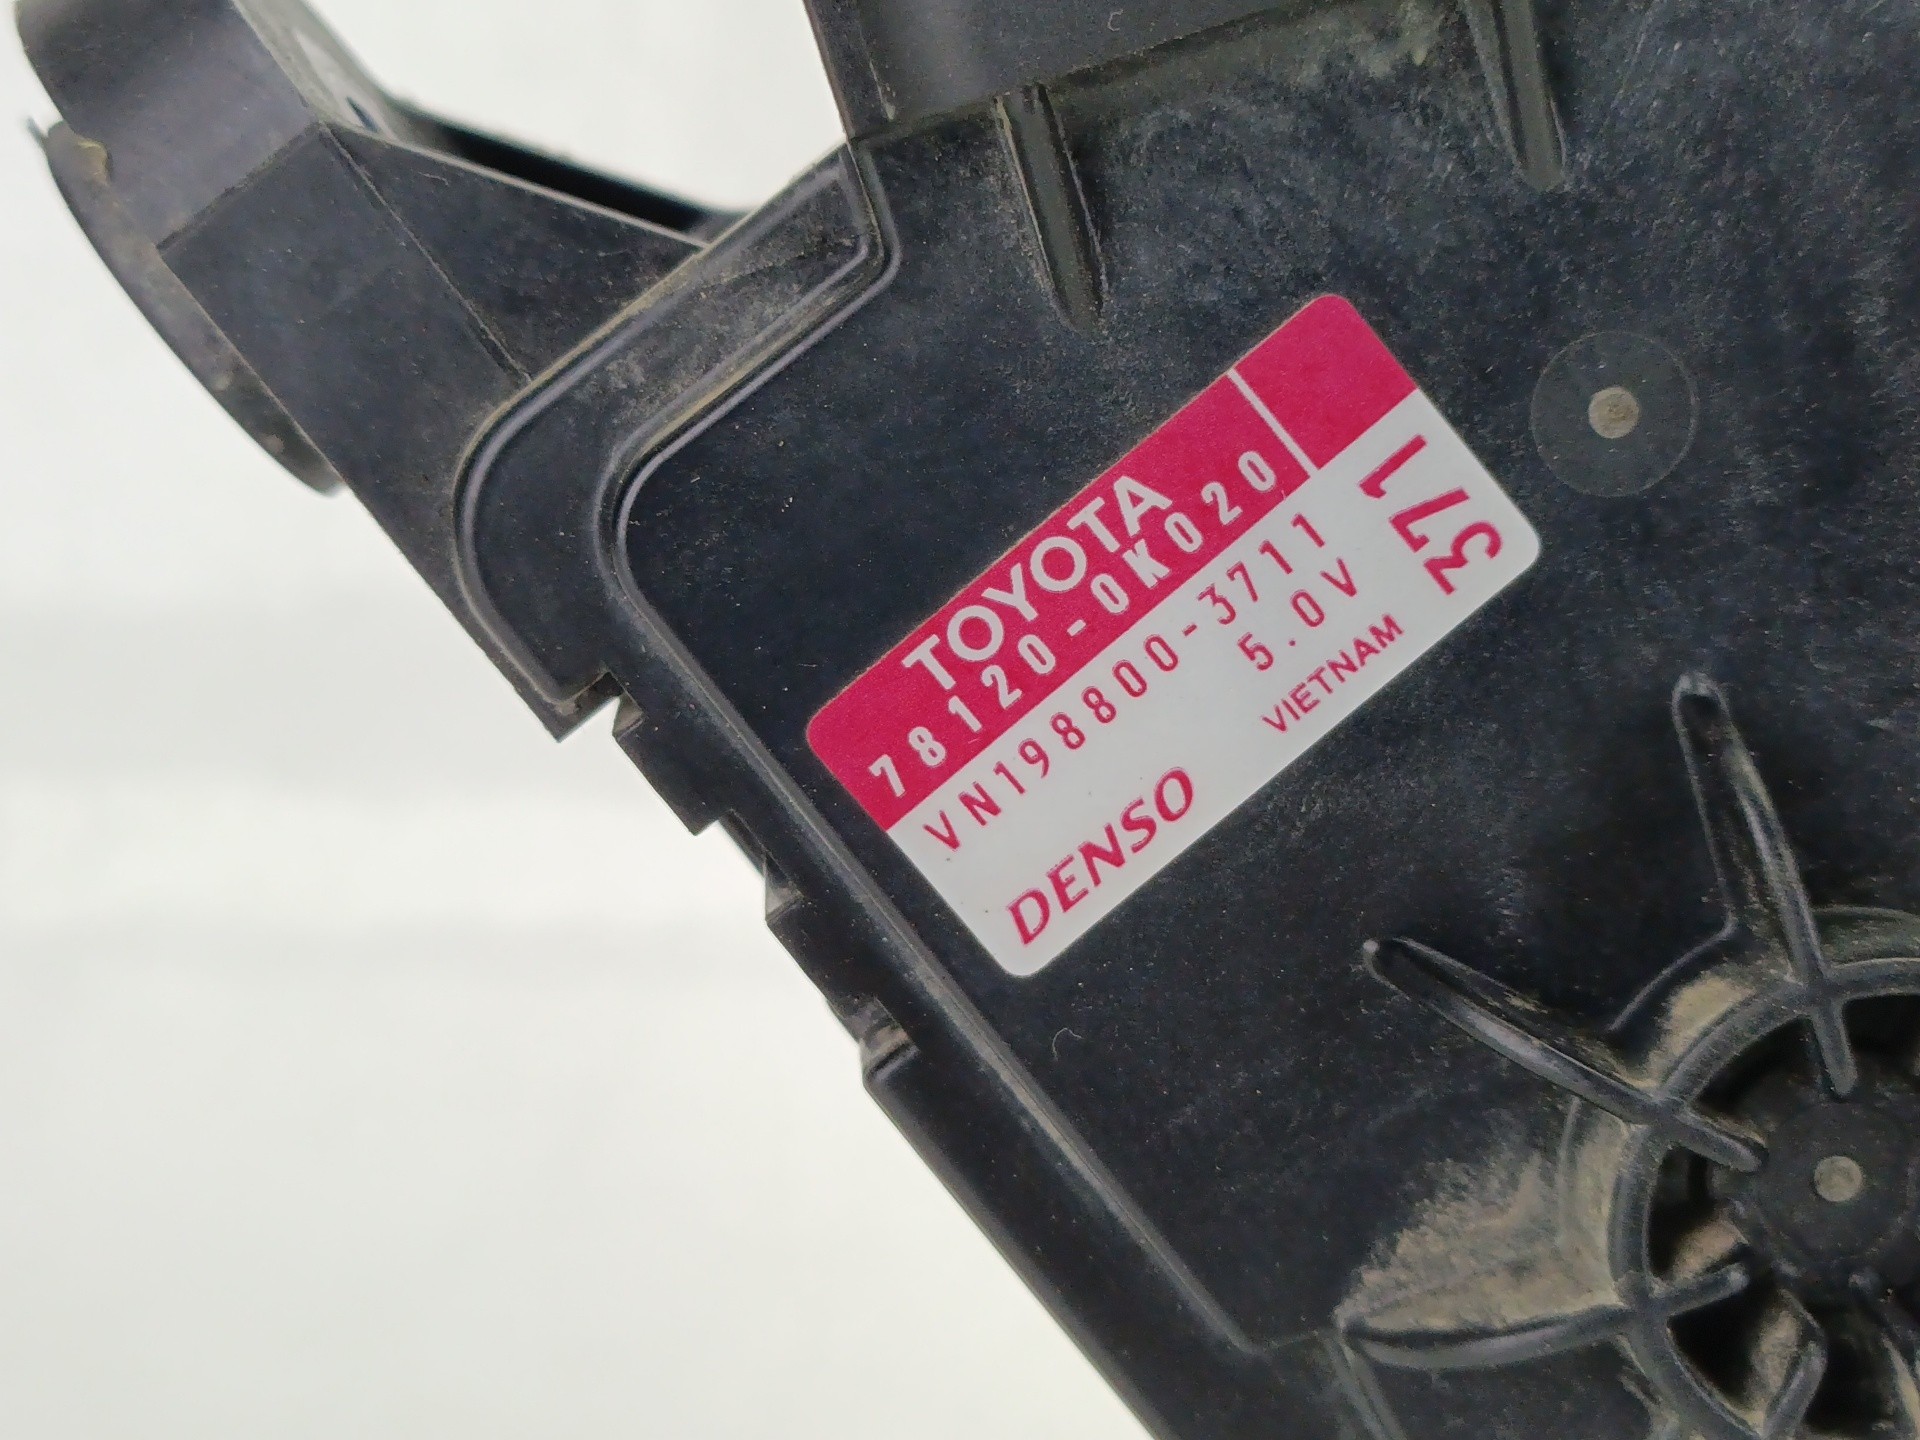 TOYOTA
78120-0K020
VN198800-3711
5.0V
DENSO
VIETNAM
371